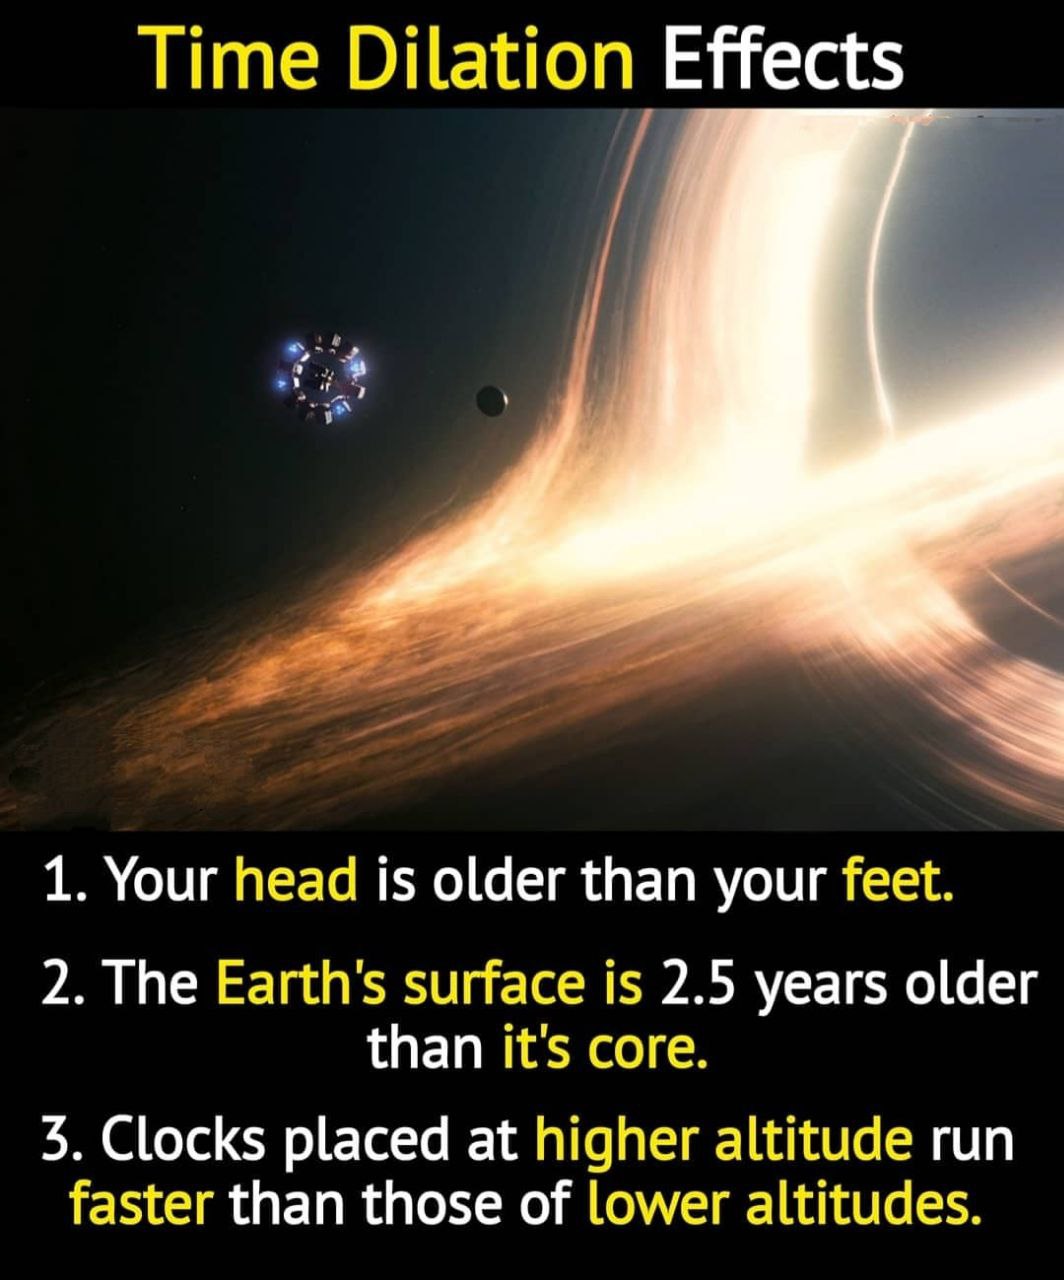 Time Dilation Effects
1. Your head is older than your feet.
2. The Earth's surface is 2.5 years older
than it's core.
3. Clocks placed at higher altitude run
faster than those of lower altitudes.